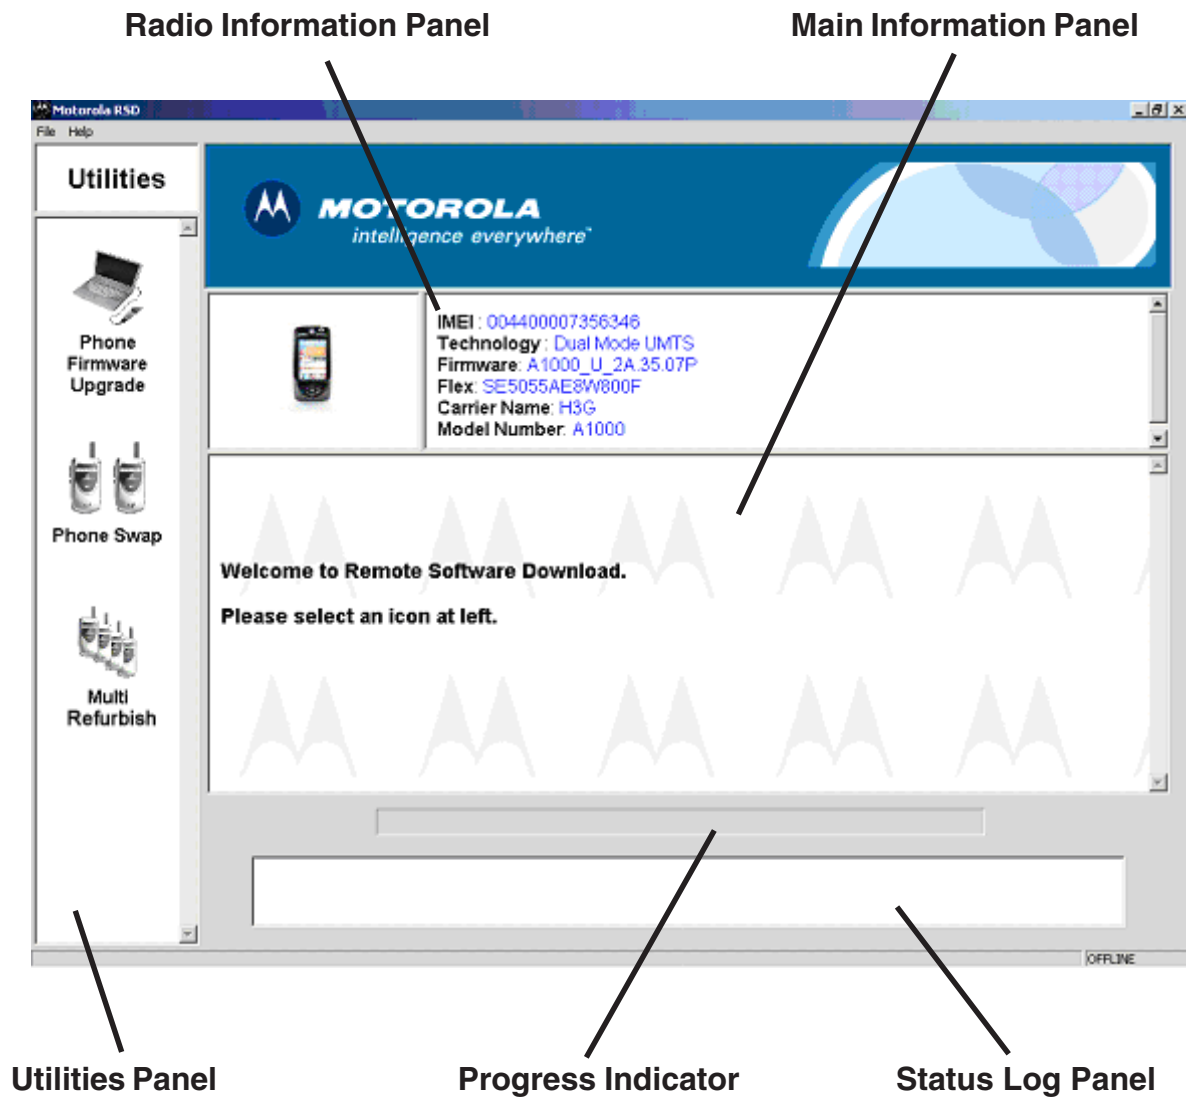 Radio Information Panel
Main Information Panel
Motorola RSD
File Help
Utilities
MOTOROLA
intelligence everywhere™
Phone
Firmware
Upgrade
IMEI : 004400007356346
Technology : Dual Mode UMTS
Firmware: A1000_U_2A.35.07P
Flex: SE5055AE8W800F
Carrier Name: H3G
Model Number: A1000
Phone Swap
Welcome to Remote Software Download.
Please select an icon at left.
Multi
Refurbish
OFFLINE
Utilities Panel
Progress Indicator
Status Log Panel